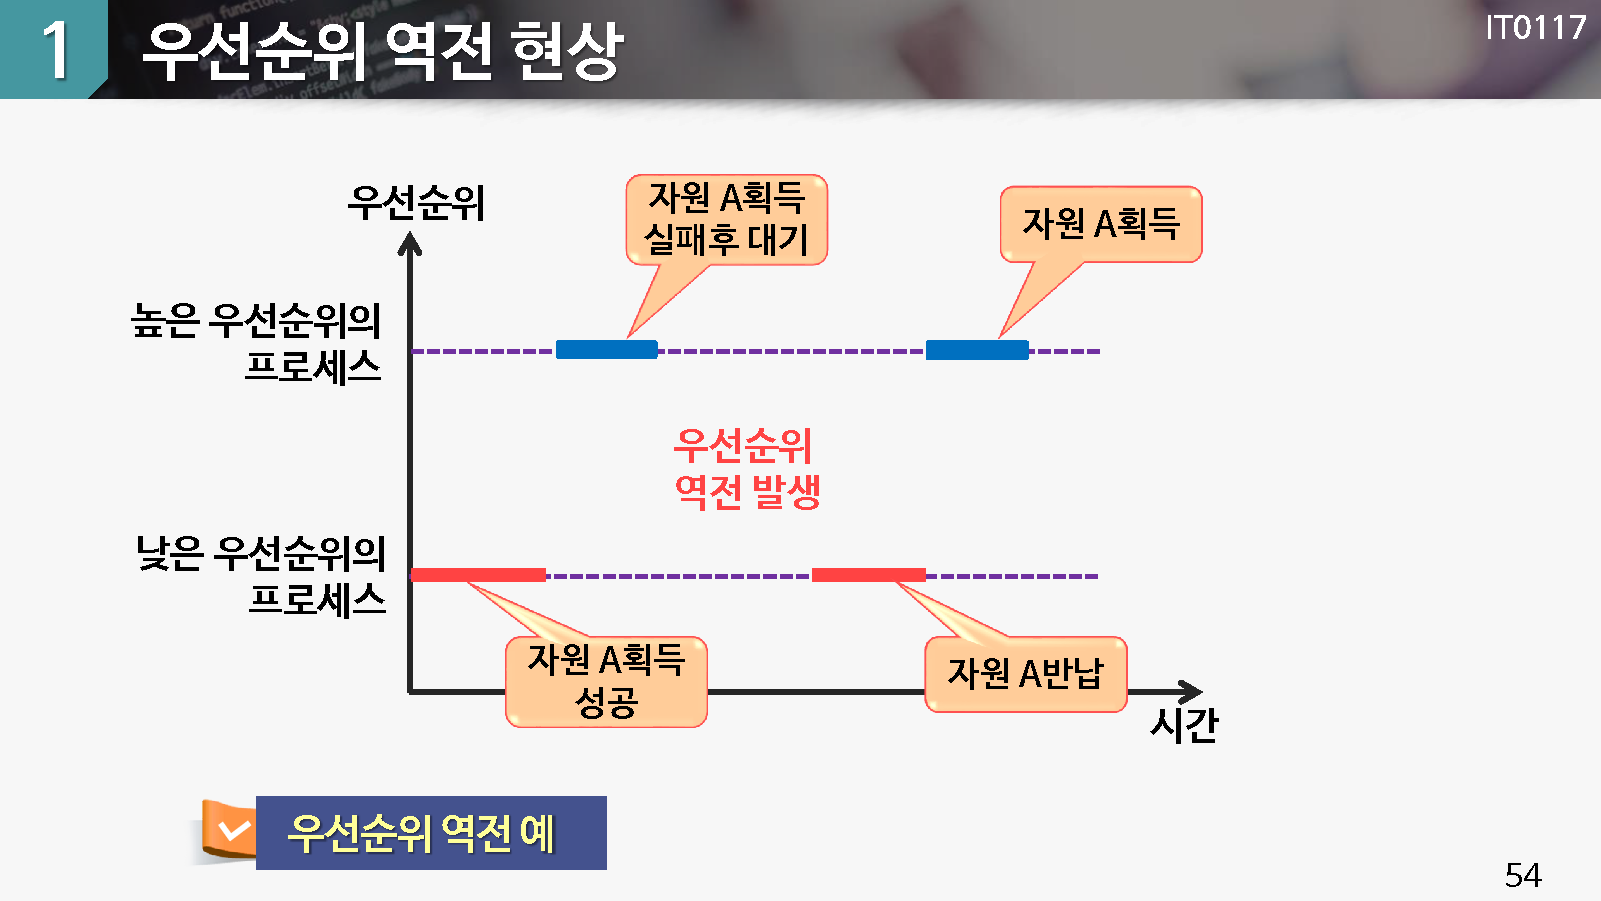 1 우선순위 역전 현상
IT0117
우선순위
자원 A획득
실패후 대기
자원 A획득
높은 우선순위의
프로세스
우선순위
역전 발생
낮은 우선순위의
프로세스
자원 A획득
성공
자원 A반납
시간
우선순위 역전 예
54